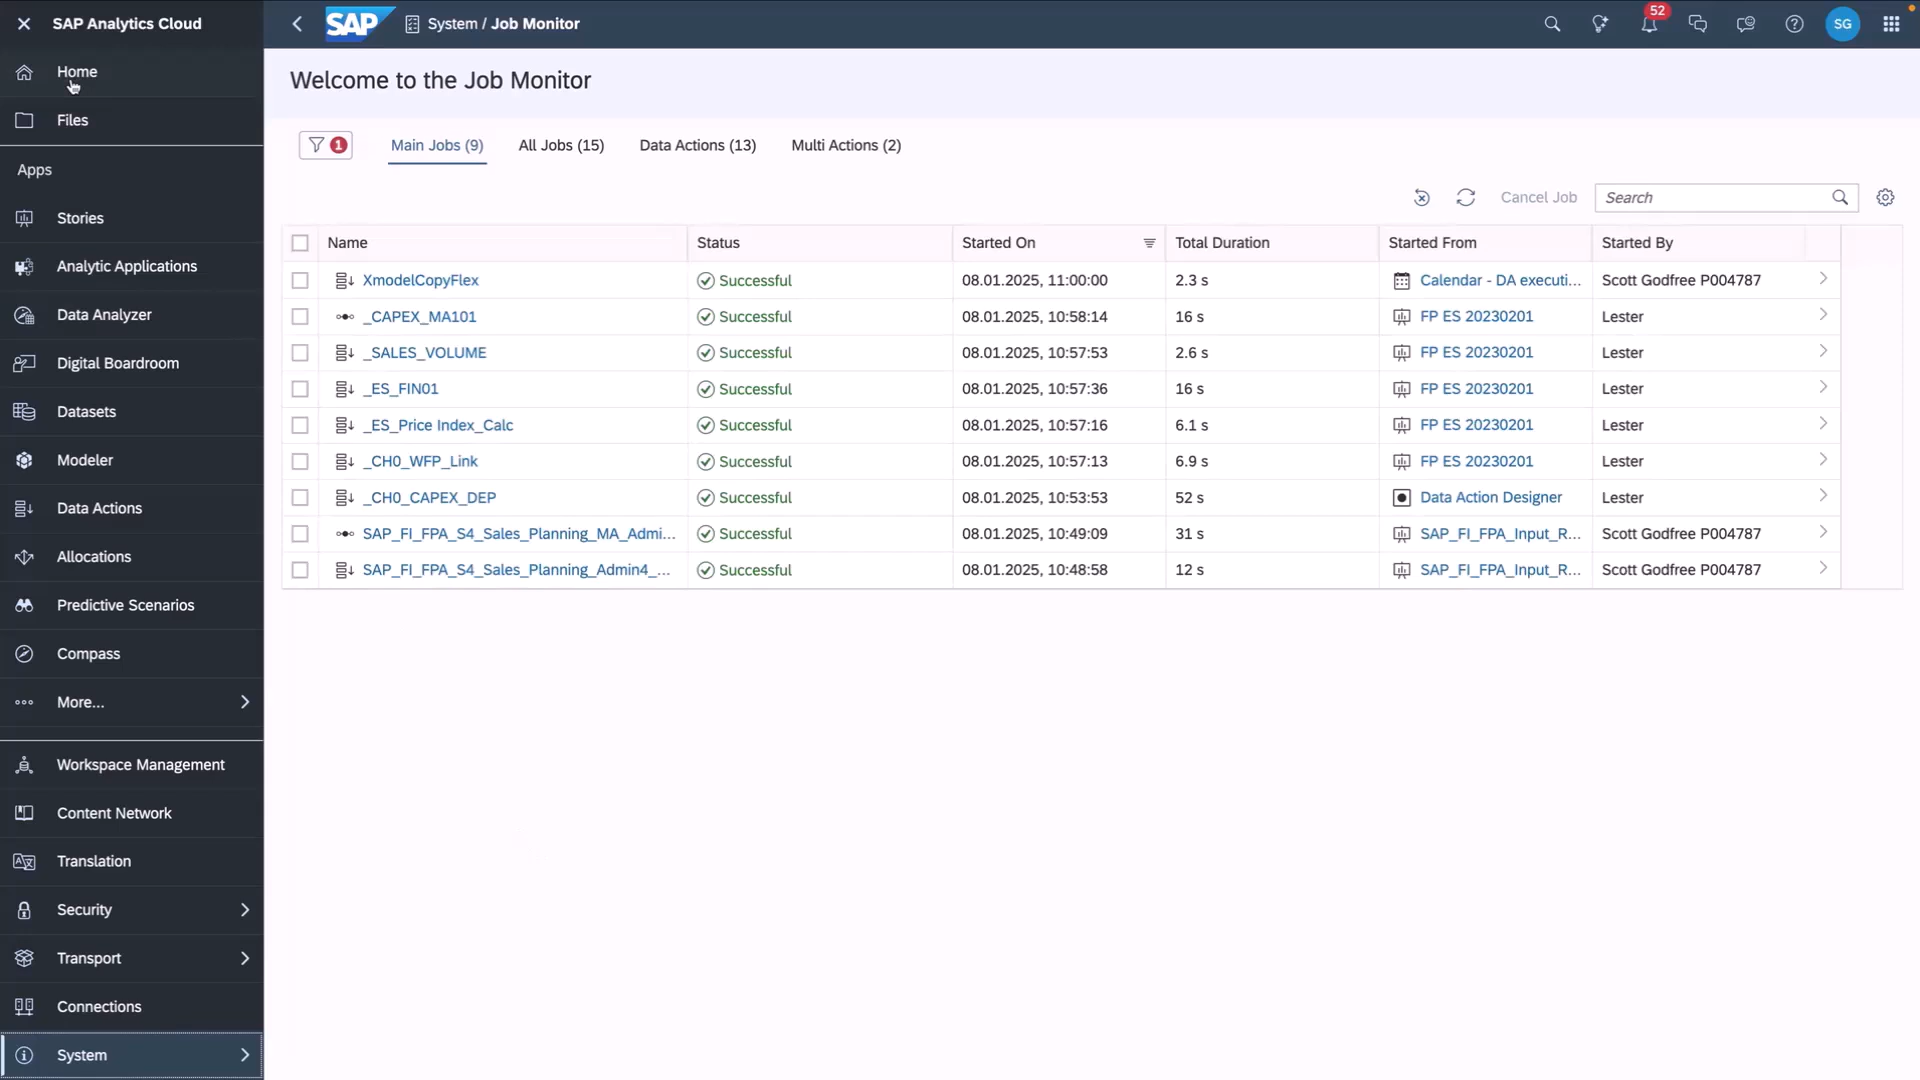 SAP Analytics Cloud
Home
Files
Apps
Stories
Analytic Applications
Data Analyzer
Digital Boardroom
Datasets
Modeler
Data Actions
Allocations
Predictive Scenarios
Compass
More...
Workspace Management
Content Network
Translation
Security
Transport
Connections
System
SAP System / Job Monitor 52 SG
Welcome to the Job Monitor
1 Main Jobs (9) All Jobs (15) Data Actions (13) Multi Actions (2)
Cancel Job Search
Name Status Started On Total Duration Started From Started By
XmodelCopyFlex Successful 08.01.2025, 11:00:00 2.3 s Calendar - DA executi... Scott Godfree P004787
_CAPEX_MA101 Successful 08.01.2025, 10:58:14 16 s FP ES 20230201 Lester
_SALES_VOLUME Successful 08.01.2025, 10:57:53 2.6 s FP ES 20230201 Lester
_ES_FIN01 Successful 08.01.2025, 10:57:36 16 s FP ES 20230201 Lester
_ES_Price Index_Calc Successful 08.01.2025, 10:57:16 6.1 s FP ES 20230201 Lester
_CH0_WFP_Link Successful 08.01.2025, 10:57:13 6.9 s FP ES 20230201 Lester
_CH0_CAPEX_DEP Successful 08.01.2025, 10:53:53 52 s Data Action Designer Lester
SAP_FI_FPA_S4_Sales_Planning_MA_Admi... Successful 08.01.2025, 10:49:09 31 s SAP_FI_FPA_Input_R... Scott Godfree P004787
SAP_FI_FPA_S4_Sales_Planning_Admin4_... Successful 08.01.2025, 10:48:58 12 s SAP_FI_FPA_Input_R... Scott Godfree P004787